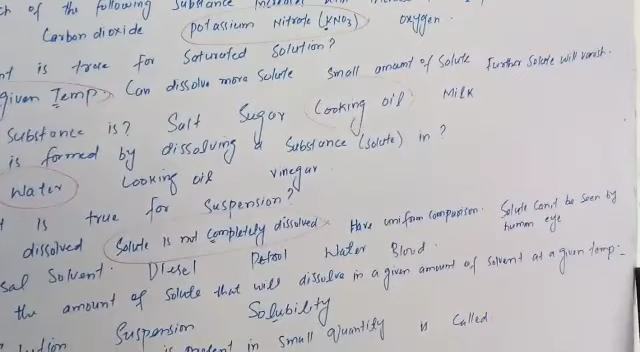 ch of the following Substance
Carbon dioxide Potassium Nitrate (KNO3) oxygen.
nt is true for Saturated Solution?
given Temp. Can dissolve more Solute Small amount of Solute Further Solute will vanish.
Substance is? Salt Sugar Cooking oil Milk
is formed by dissolving a Substance (solute) in?
Water Cooking oil vinegar
t is true for Suspension?
dissolved Solute is not completely dissolved Have uniform comparison. Solute Can't be seen by human eye
sal Solvent. Diesel Petrol Water Blood.
the amount of Solute that will dissolve in a given amount of solvent at a given temp:-
lution Suspension Solubility
in small quantity is Called